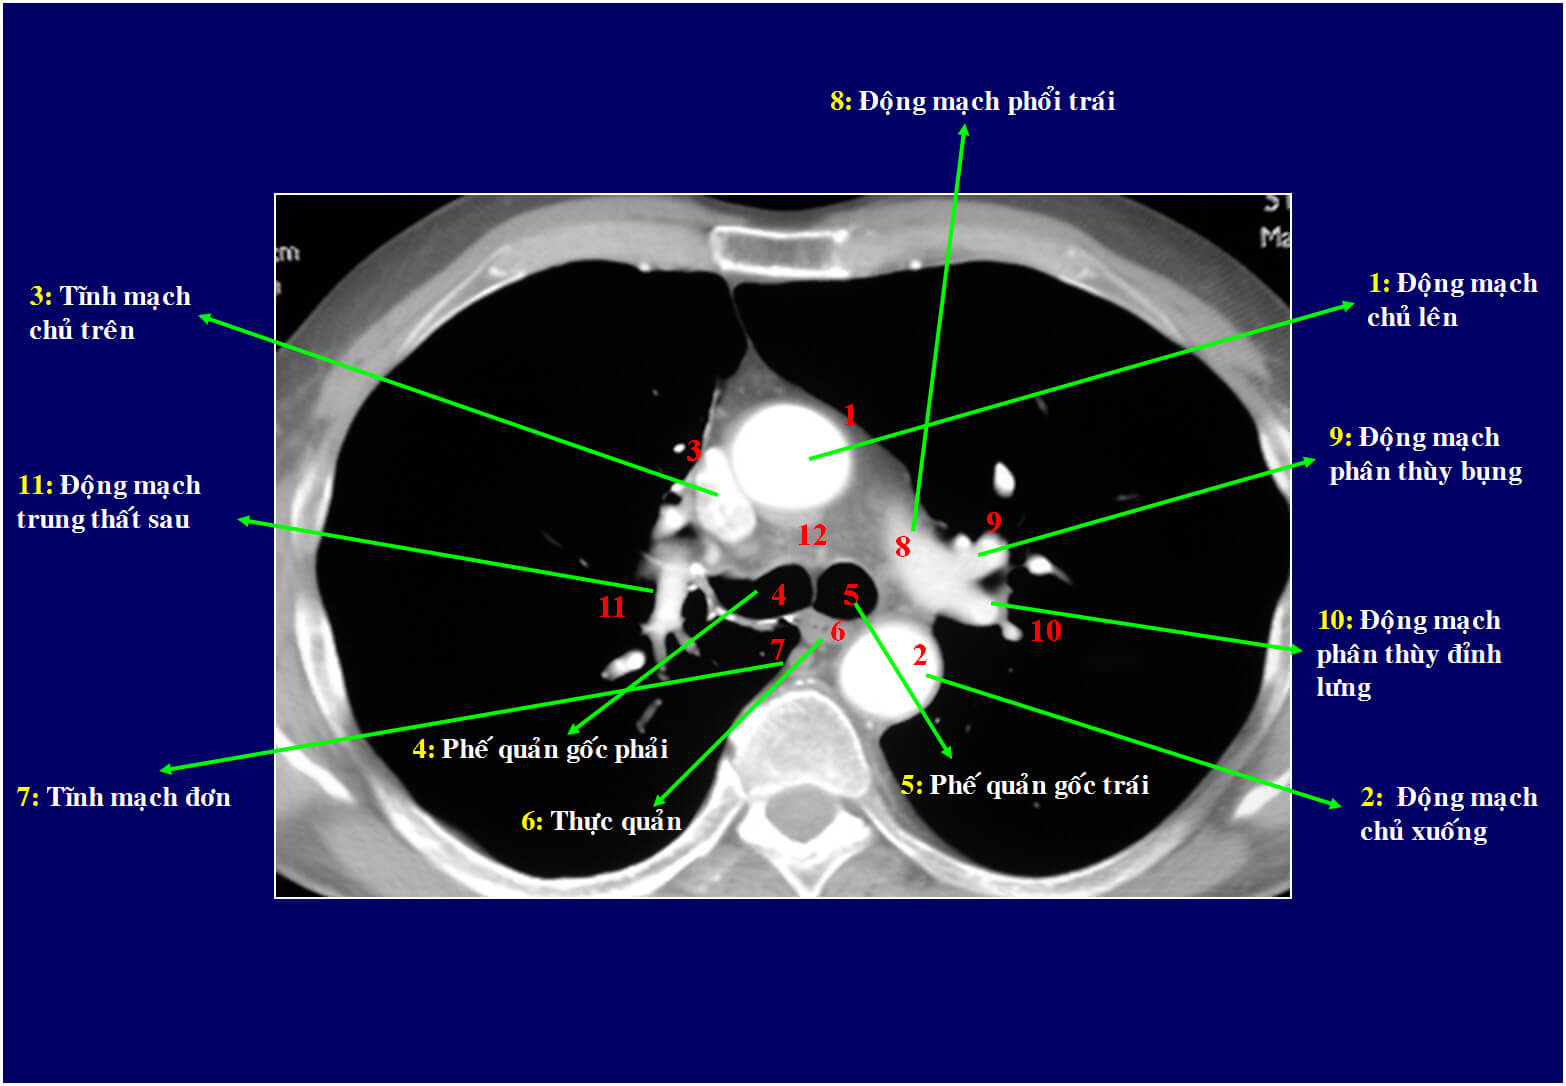 8: Động mạch phổi trái
3: Tĩnh mạch
chủ trên
1: Động mạch
chủ lên
9: Động mạch
phân thùy bụng
11: Động mạch
trung thất sau
10: Động mạch
phân thùy đỉnh
lưng
4: Phế quản gốc phải
5: Phế quản gốc trái
7: Tĩnh mạch đơn
6: Thực quản
2: Động mạch
chủ xuống
1
3
12
9
8
4
5
11
6
10
7
2
cm